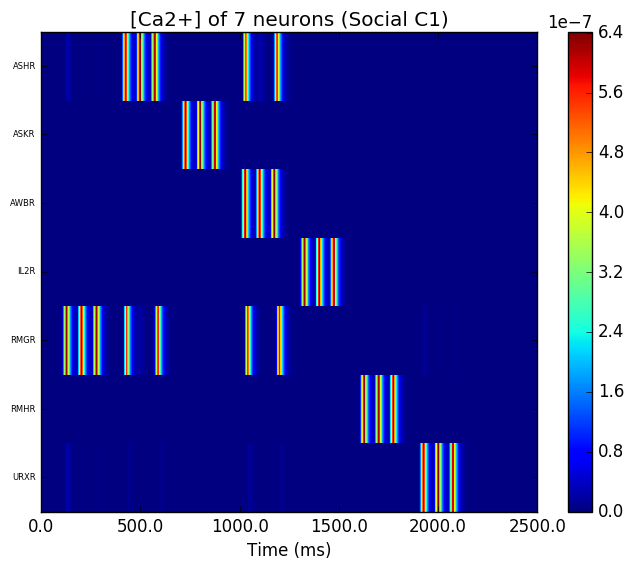 [Ca2+] of 7 neurons (Social C1)
1e−7
ASHR
ASKR
AWBR
IL2R
RMGR
RMHR
URXR
6.4
5.6
4.8
4.0
3.2
2.4
1.6
0.8
0.0
0.0 500.0 1000.0 1500.0 2000.0 2500.0
Time (ms)